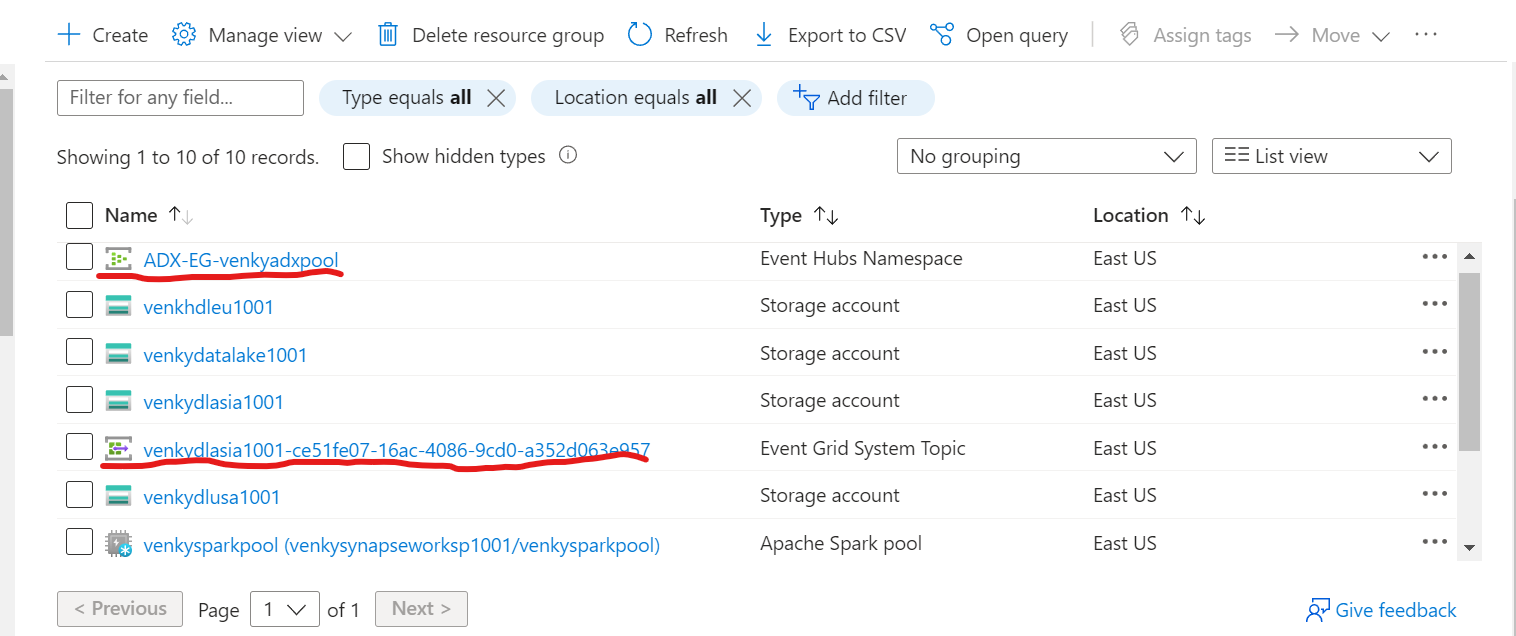 Create Manage view Delete resource group Refresh Export to CSV Open query Assign tags Move ...
Filter for any field... Type equals all Location equals all Add filter
Showing 1 to 10 of 10 records. Show hidden types No grouping List view
Name Type Location
ADX-EG-venkyadxpool Event Hubs Namespace East US ...
venkhdleu1001 Storage account East US ...
venkydatalake1001 Storage account East US ...
venkydlasia1001 Storage account East US ...
venkydlasia1001-ce51fe07-16ac-4086-9cd0-a352d063e957 Event Grid System Topic East US ...
venkydlusa1001 Storage account East US ...
venkysparkpool (venkysynapseworksp1001/venkysparkpool) Apache Spark pool East US ...
< Previous Page 1 of 1 Next > Give feedback